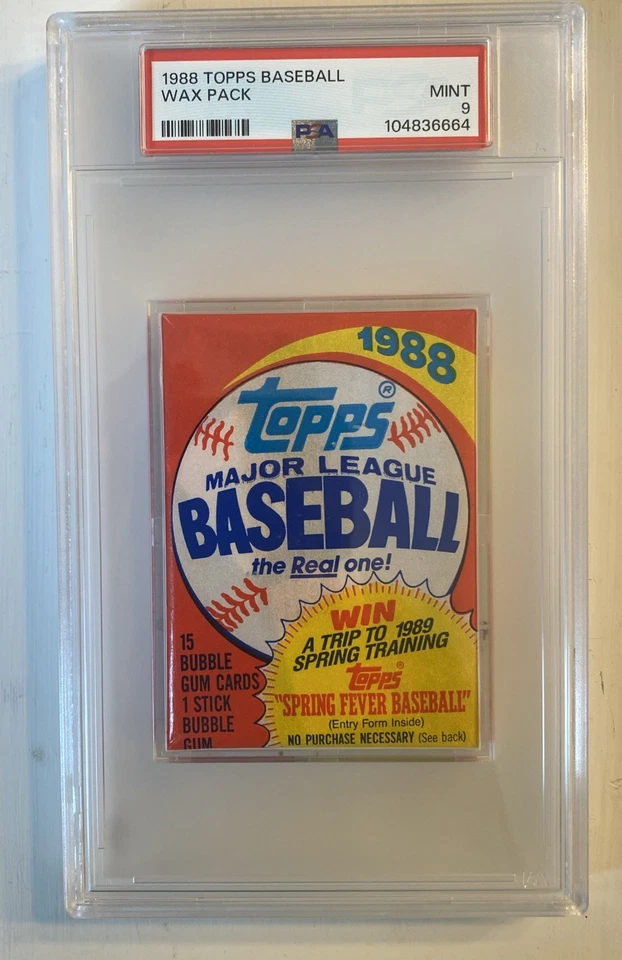 1988 TOPPS BASEBALL
WAX PACK
MINT
9
104836664
PSA
1988
Topps®
MAJOR LEAGUE
BASEBALL
the Real one!
15
BUBBLE
GUM CARDS
1 STICK
BUBBLE
GUM
WIN
A TRIP TO 1989
SPRING TRAINING
Topps®
"SPRING FEVER BASEBALL"
(Entry Form Inside)
NO PURCHASE NECESSARY (See back)